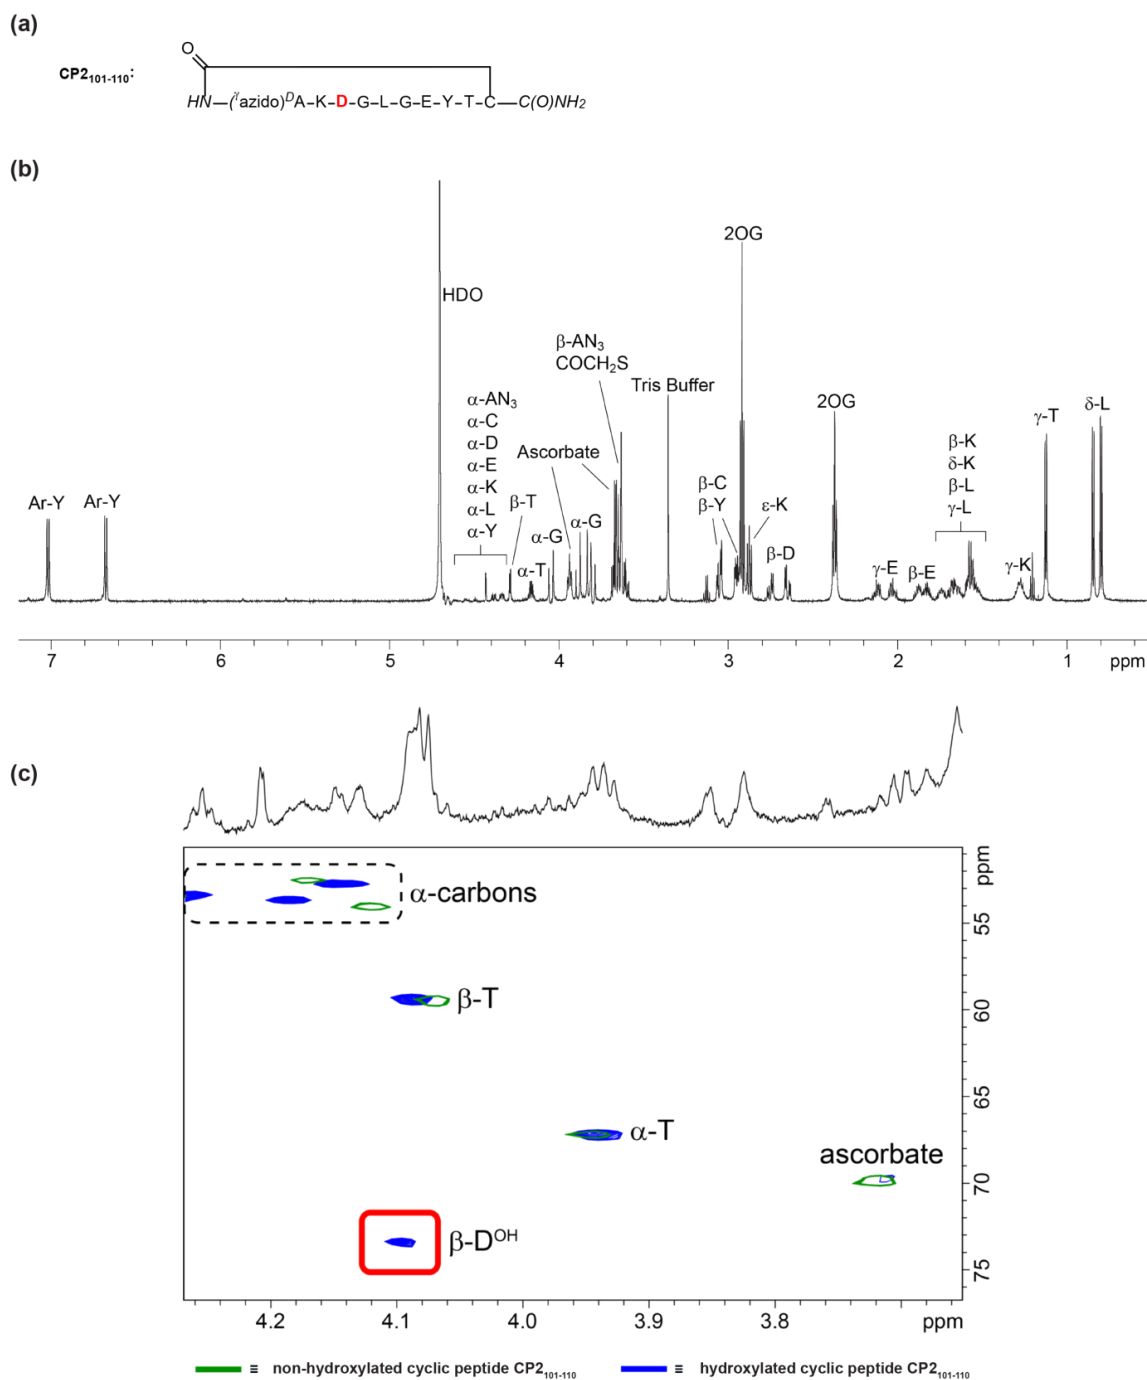 (a)
O
CP2101-110:
HN—(γazido)DA-K-D-G-L-G-E-Y-T-C—C(O)NH2
(b)
2OG
HDO
β-AN3
COCH2S
Tris Buffer
2OG
γ-T
δ-L
α-AN3
α-C
α-D
α-E
α-K
α-L
α-Y
Ascorbate
β-K
δ-K
β-L
γ-L
β-C
β-Y
ε-K
Ar-Y
Ar-Y
β-T
α-G
α-G
α-T
β-D
γ-E
β-E
γ-K
7 5 4 3 2 1 ppm
(c)
ppm
α-carbons
55
β-T
60
α-T
65
ascorbate
70
β-DOH
75
4.2 4.1 4.0 3.9 3.8 ppm
≡ non-hydroxylated cyclic peptide CP2101-110 ≡ hydroxylated cyclic peptide CP2101-110